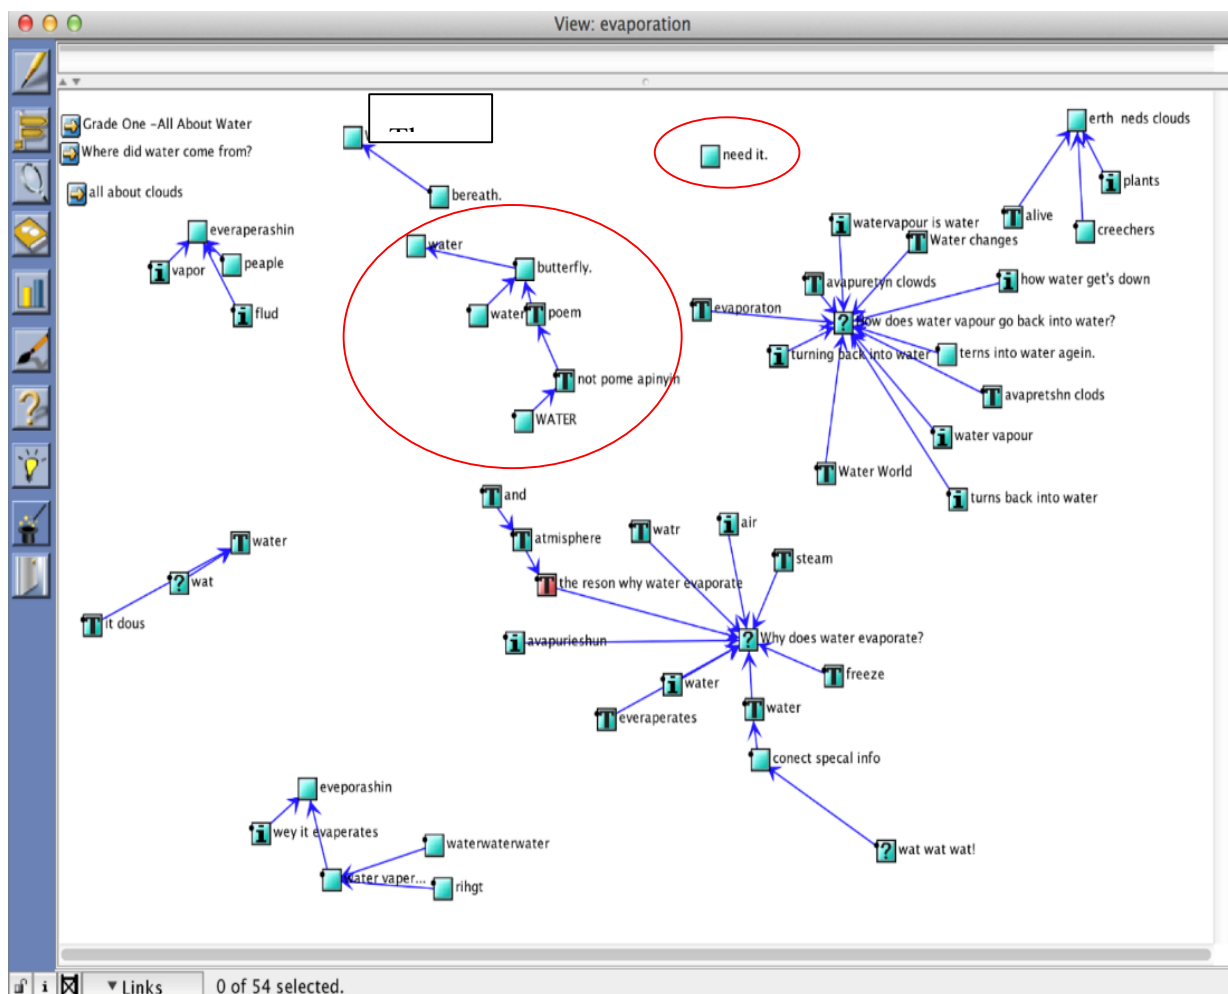 View: evaporation
Grade One -All About Water
Where did water come from?
all about clouds
need it.
erth neds clouds
plants
alive
creechers
bereath.
everaperashin
vapor
peaple
flud
water
butterfly.
water
poem
not pome apinyin
WATER
watervapour is water
Water changes
avapuretyn clowds
how water get's down
evaporaton
How does water vapour go back into water?
turning back into water
terns into water agein.
avapretshn clods
water vapour
Water World
turns back into water
and
atmisphere
watr
air
steam
the reson why water evaporate
water
wat
it dous
avapurieshun
Why does water evaporate?
freeze
water
everaperates
water
conect specal info
wat wat wat!
eveporashin
wey it evaperates
waterwaterwater
water vaper...
rihgt
Links
0 of 54 selected.